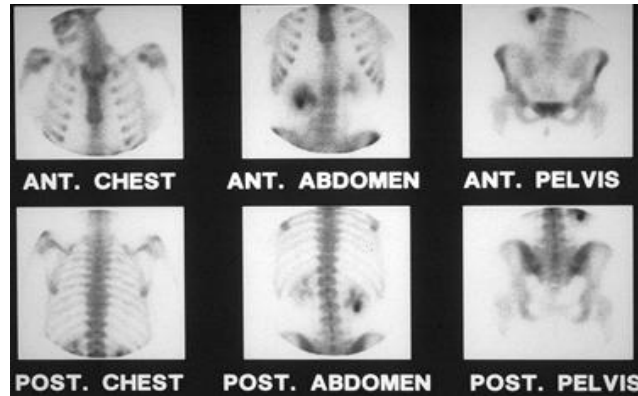 ANT. CHEST
ANT. ABDOMEN
ANT. PELVIS
POST. CHEST
POST. ABDOMEN
POST. PELVIS